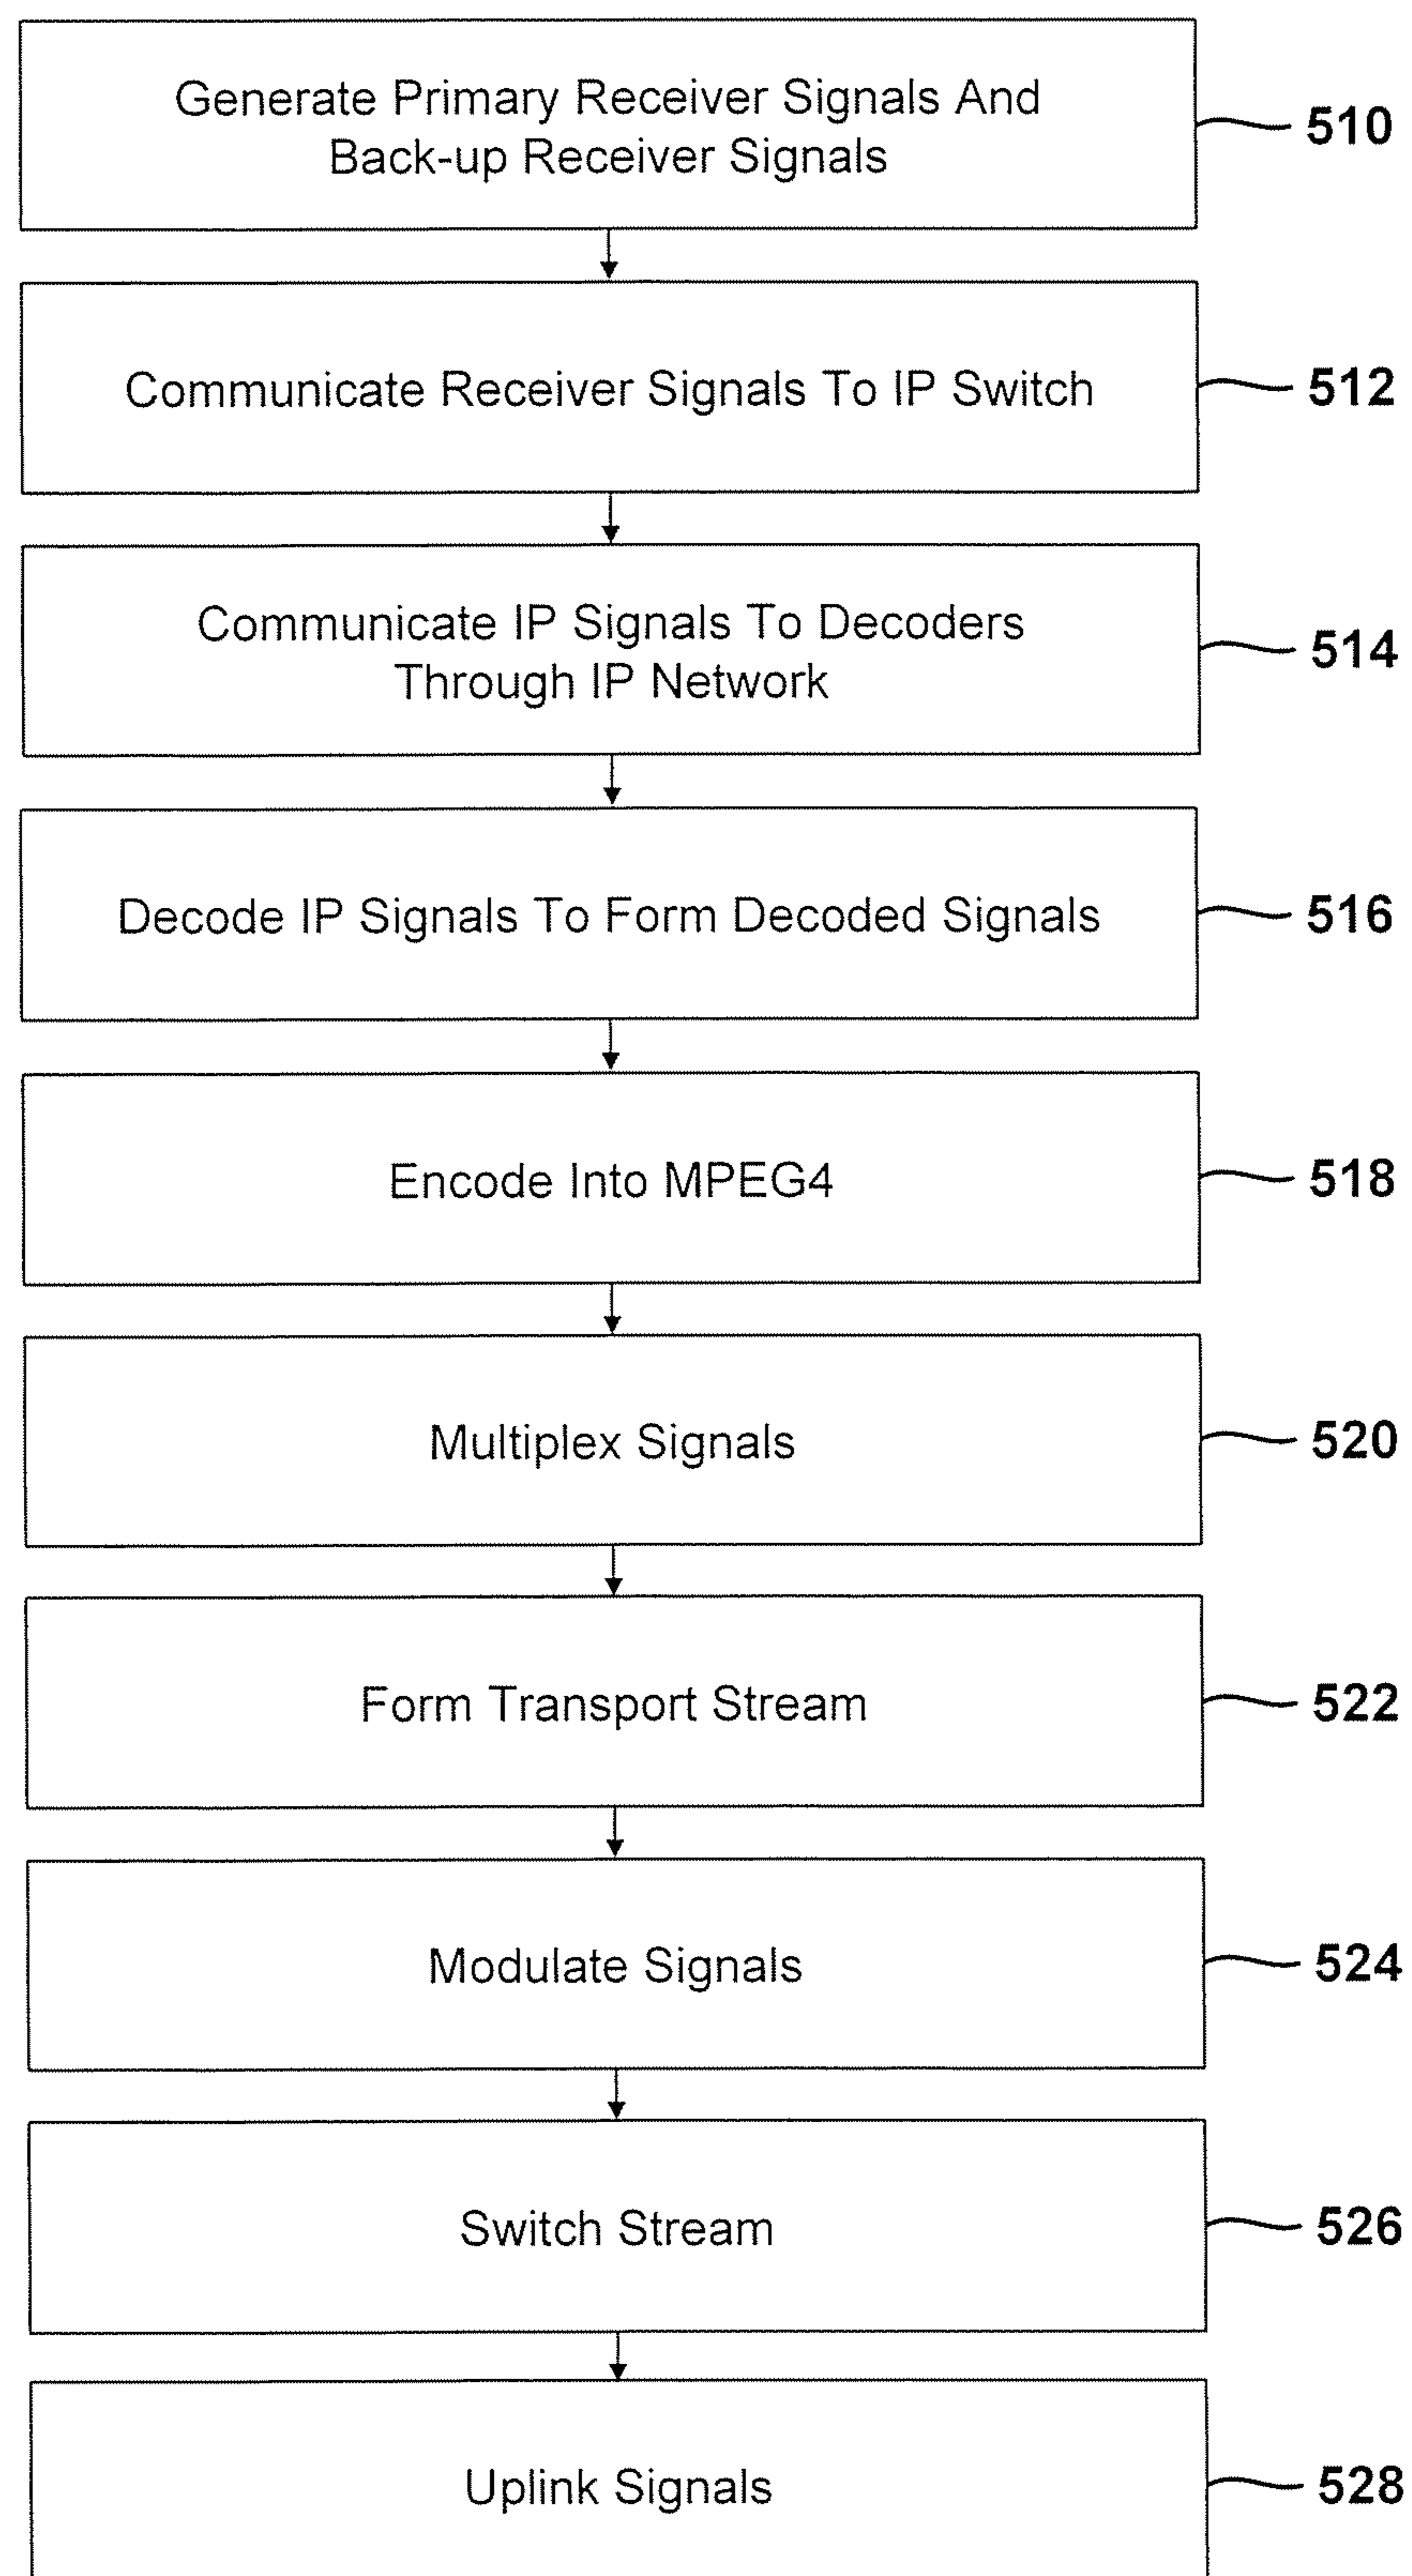 Generate Primary Receiver Signals And
Back-up Receiver Signals
510
Communicate Receiver Signals To IP Switch
512
Communicate IP Signals To Decoders
Through IP Network
514
Decode IP Signals To Form Decoded Signals
516
Encode Into MPEG4
518
Multiplex Signals
520
Form Transport Stream
522
Modulate Signals
524
Switch Stream
526
Uplink Signals
528